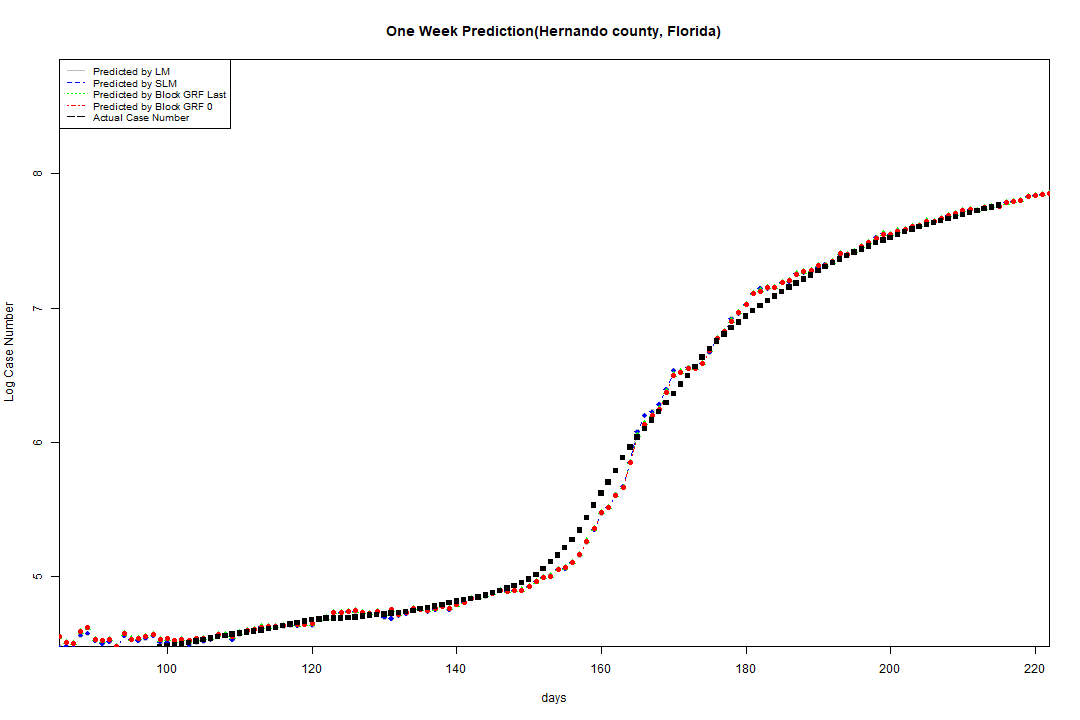 One Week Prediction(Hernando county, Florida)
Predicted by LM
Predicted by SLM
Predicted by Block GRF Last
Predicted by Block GRF 0
Actual Case Number
8
7
6
5
Log Case Number
100 120 140 160 180 200 220
days